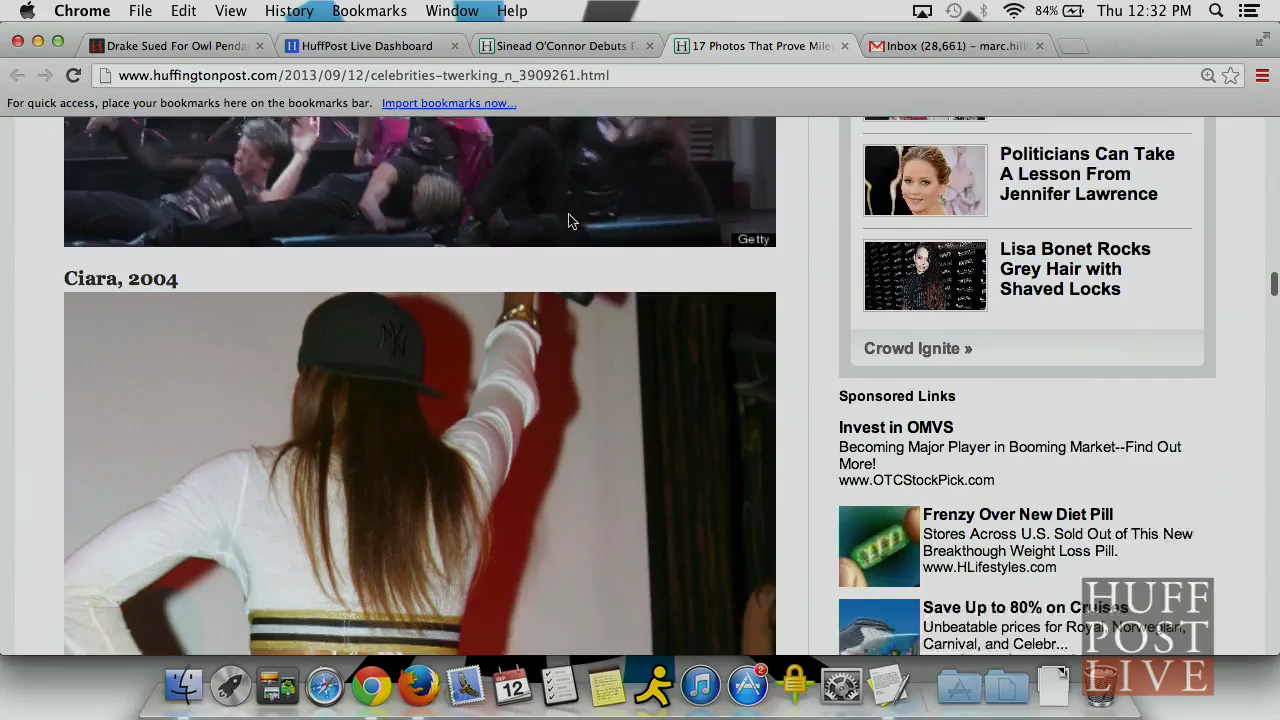 Chrome File Edit View History Bookmarks Window Help 84% Thu 12:32 PM
Drake Sued For Owl Penda HuffPost Live Dashboard Sinead O'Connor Debuts F 17 Photos That Prove Mile Inbox (28,661) – marc.hill
www.huffingtonpost.com/2013/09/12/celebrities-twerking_n_3909261.html
For quick access, place your bookmarks here on the bookmarks bar. Import bookmarks now...
Getty
Ciara, 2004
NY
Politicians Can Take
A Lesson From
Jennifer Lawrence
Lisa Bonet Rocks
Grey Hair with
Shaved Locks
Crowd Ignite »
Sponsored Links
Invest in OMVS
Becoming Major Player in Booming Market--Find Out
More!
www.OTCStockPick.com
Frenzy Over New Diet Pill
Stores Across U.S. Sold Out of This New
Breakthough Weight Loss Pill.
www.HLifestyles.com
Save Up to 80% on Cruises
Unbeatable prices for Royal, Norwegian,
Carnival, and Celebr...
HUFF
POST
LIVE
SEP
12
2